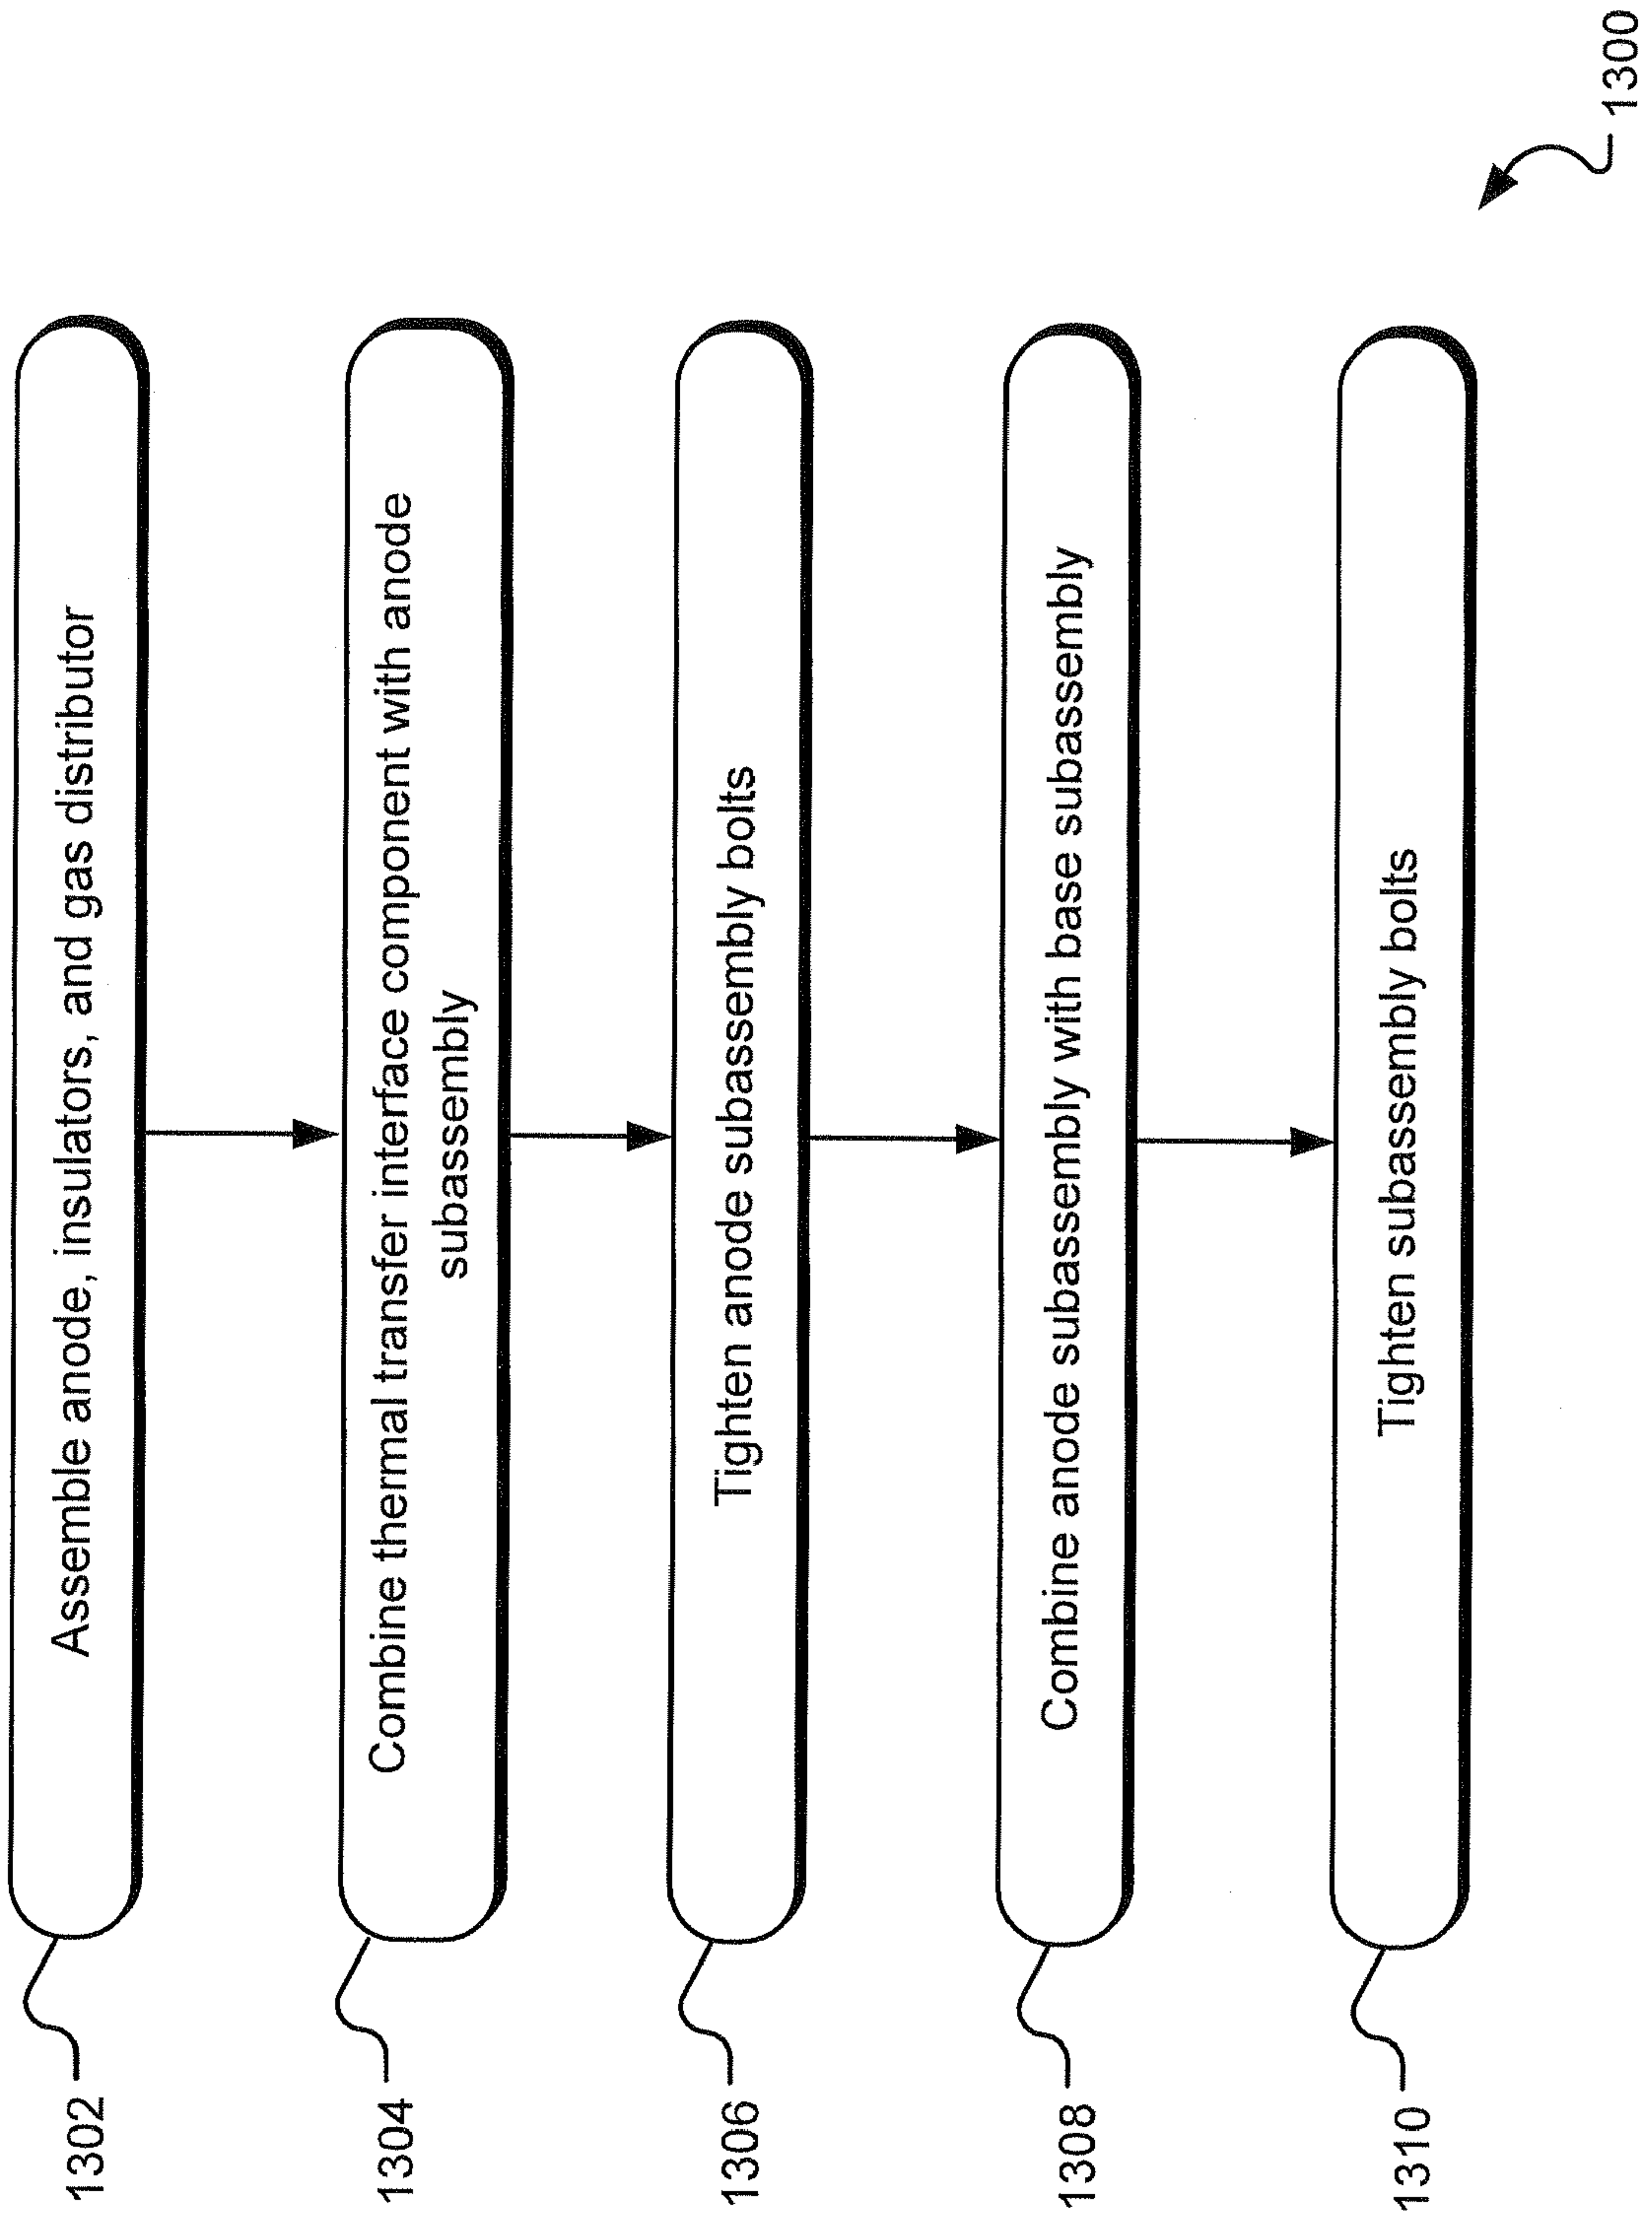 1302
Assemble anode, insulators, and gas distributor
1304
Combine thermal transfer interface component with anode
subassembly
1306
Tighten anode subassembly bolts
1308
Combine anode subassembly with base subassembly
1310
Tighten subassembly bolts
1300